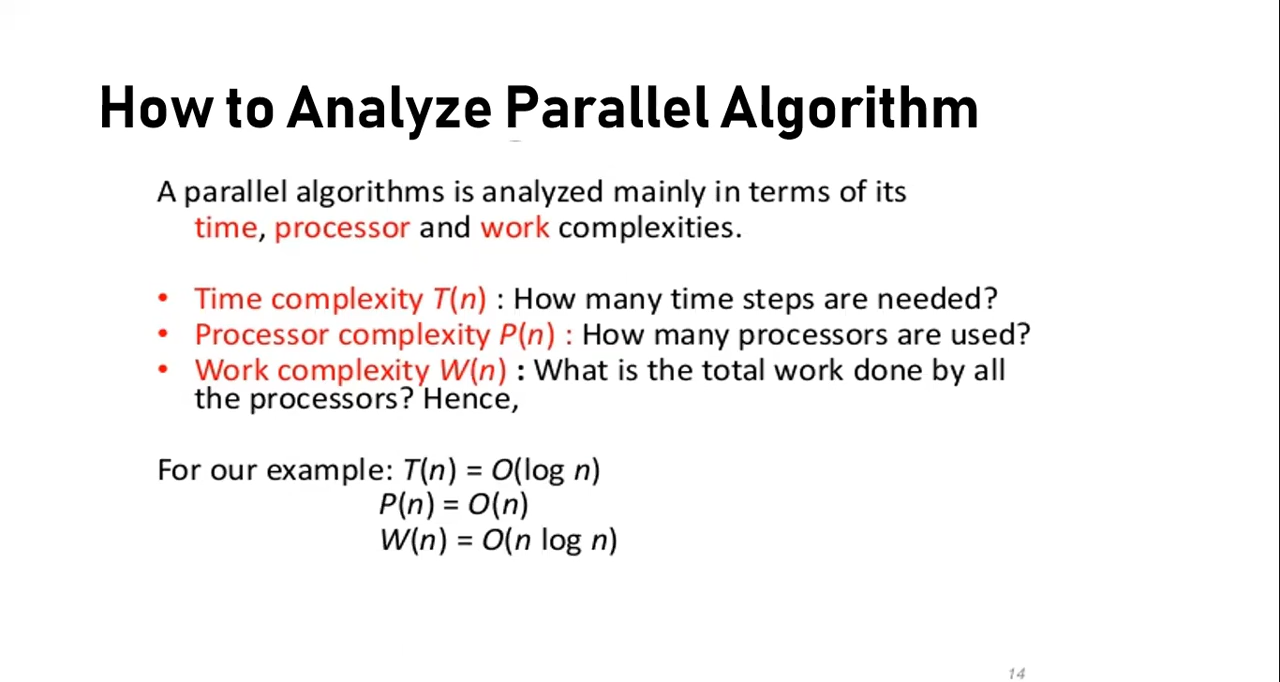 How to Analyze Parallel Algorithm
A parallel algorithms is analyzed mainly in terms of its
time, processor and work complexities.
• Time complexity T(n) : How many time steps are needed?
• Processor complexity P(n) : How many processors are used?
• Work complexity W(n) : What is the total work done by all
the processors? Hence,
For our example: T(n) = O(log n)
P(n) = O(n)
W(n) = O(n log n)
14